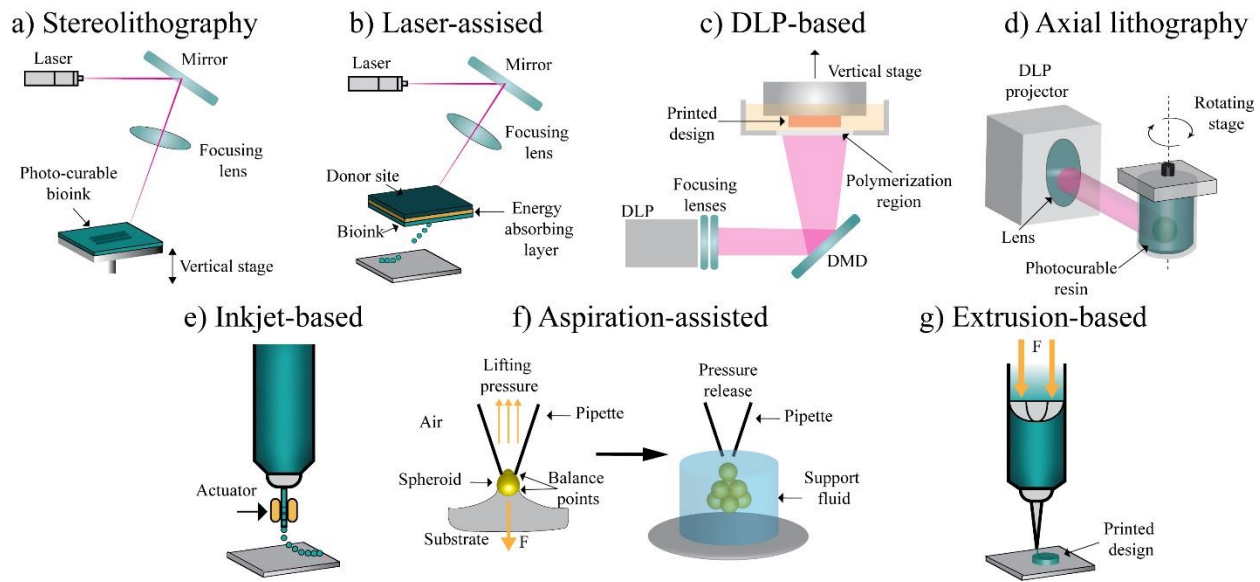 a) Stereolithography
Laser
Mirror
Focusing
lens
Photo-curable
bioink
Vertical stage
b) Laser-assised
Laser
Mirror
Focusing
lens
Donor site
Bioink
Energy
absorbing
layer
c) DLP-based
Vertical stage
Printed
design
Polymerization
region
Focusing
lenses
DLP
DMD
d) Axial lithography
DLP
projector
Rotating
stage
Lens
Photocurable
resin
e) Inkjet-based
Actuator
f) Aspiration-assisted
Lifting
pressure
Air
Pipette
Spheroid
Balance
points
Substrate
F
Pressure
release
Pipette
Support
fluid
g) Extrusion-based
F
Printed
design